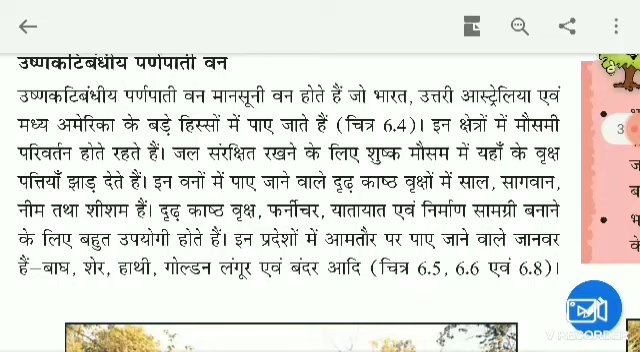 उष्णकटिबंधीय पर्णपाती वन
उष्णकटिबंधीय पर्णपाती वन मानसूनी वन होते हैं जो भारत, उत्तरी आस्ट्रेलिया एवं
मध्य अमेरिका के बड़े हिस्सों में पाए जाते हैं (चित्र 6.4)। इन क्षेत्रों में मौसमी
परिवर्तन होते रहते हैं। जल संरक्षित रखने के लिए शुष्क मौसम में यहाँ के वृक्ष
पत्तियाँ झाड़ देते हैं। इन वनों में पाए जाने वाले दृढ़ काष्ठ वृक्षों में साल, सागवान,
नीम तथा शीशम हैं। दृढ़ काष्ठ वृक्ष, फर्नीचर, यातायात एवं निर्माण सामग्री बनाने
के लिए बहुत उपयोगी होते हैं। इन प्रदेशों में आमतौर पर पाए जाने वाले जानवर
हैं–बाघ, शेर, हाथी, गोल्डन लंगूर एवं बंदर आदि (चित्र 6.5, 6.6 एवं 6.8)।
3
V RECORDER